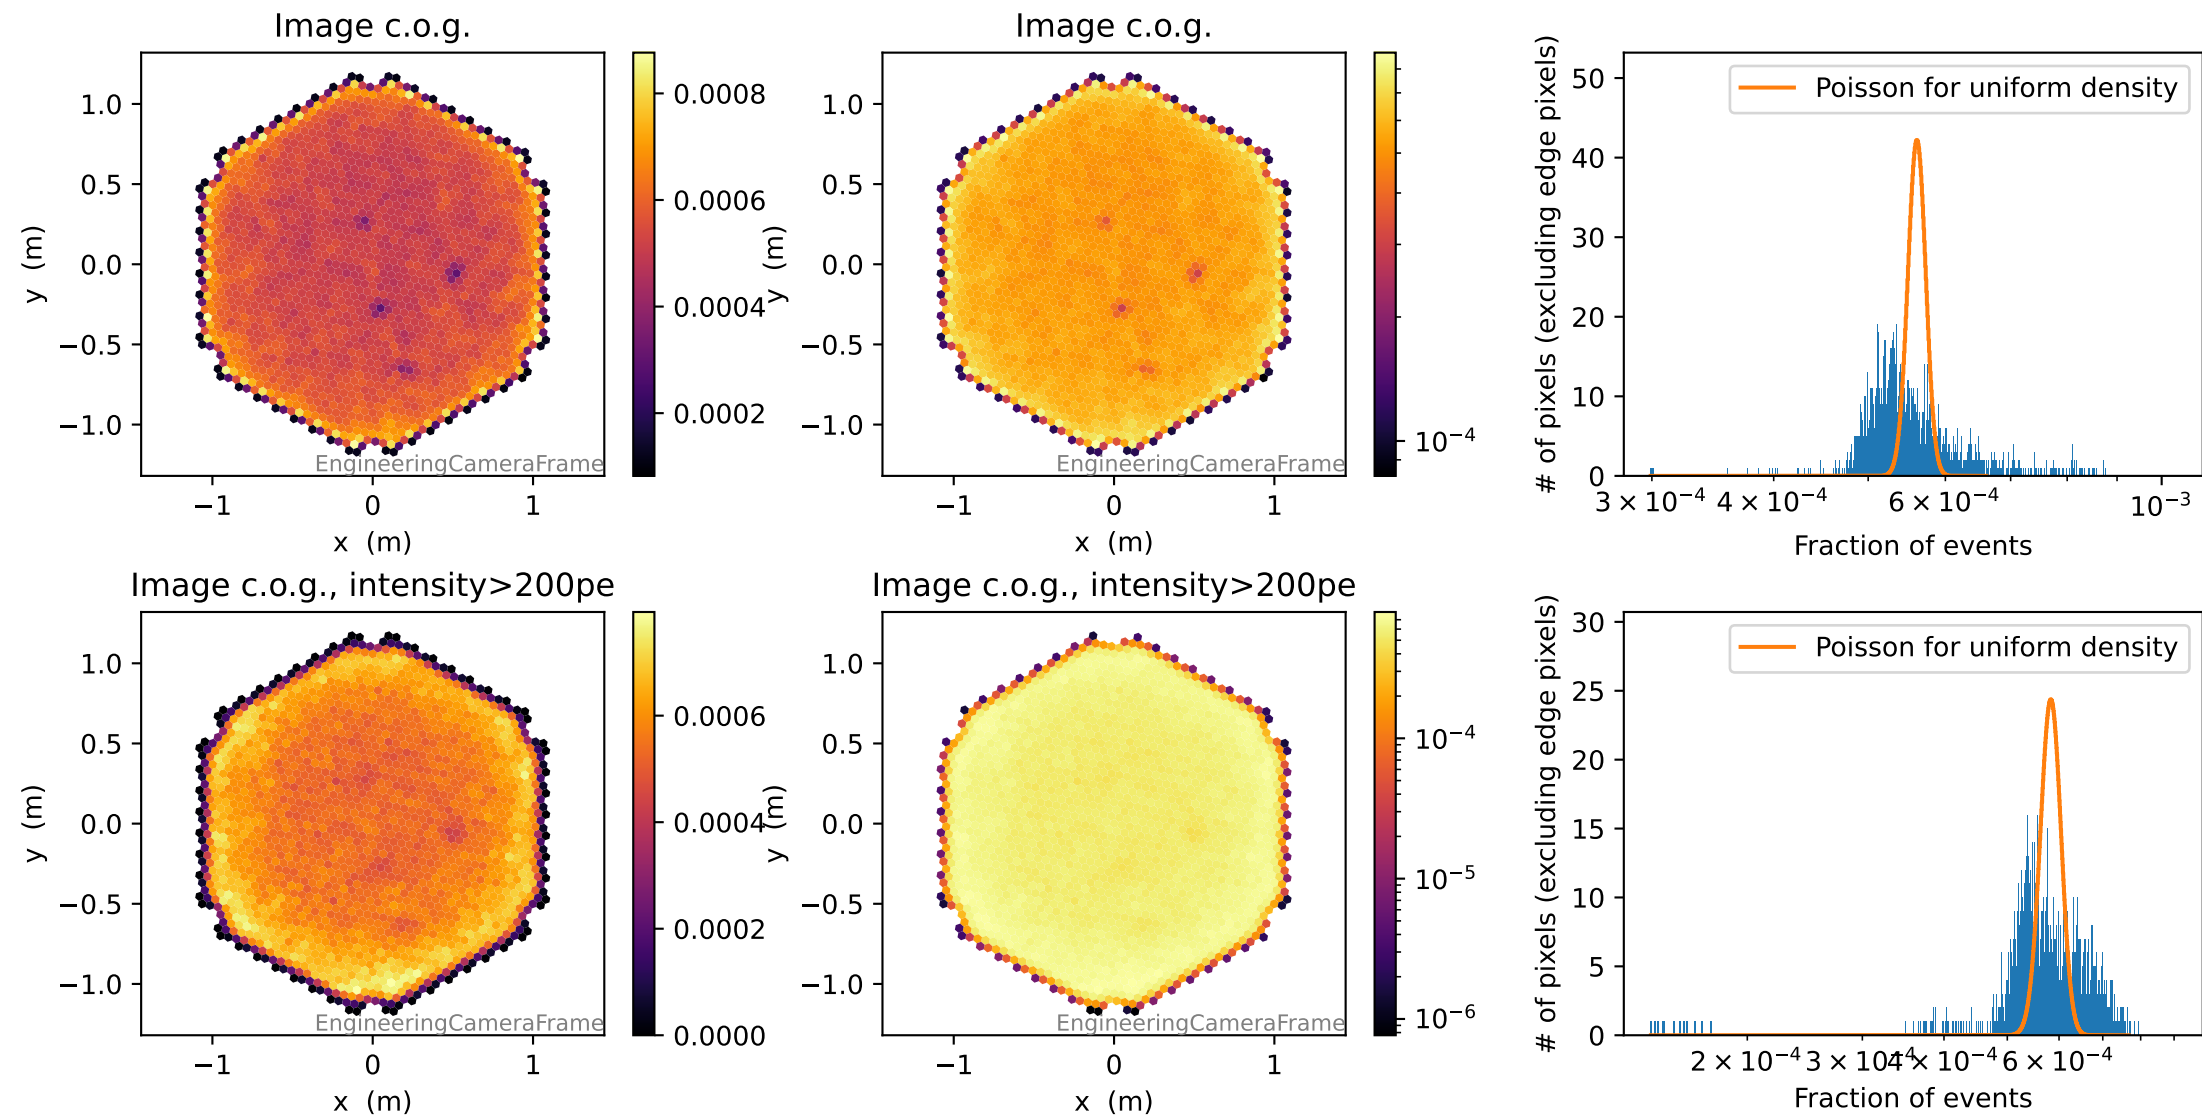 Image c.o.g.
1.0
0.5
0.0
−0.5
−1.0
y (m)
−1
0
1
x (m)
EngineeringCameraFrame
0.0008
0.0006
0.0004
0.0002
Image c.o.g.
1.0
0.5
0.0
−0.5
−1.0
y (m)
−1
0
1
x (m)
EngineeringCameraFrame
10⁻⁴
# of pixels (excluding edge pixels)
50
40
30
20
10
0
Poisson for uniform density
3 × 10⁻⁴
4 × 10⁻⁴
6 × 10⁻⁴
10⁻³
Fraction of events
Image c.o.g., intensity>200pe
1.0
0.5
0.0
−0.5
−1.0
y (m)
−1
0
1
x (m)
EngineeringCameraFrame
0.0006
0.0004
0.0002
0.0000
Image c.o.g., intensity>200pe
1.0
0.5
0.0
−0.5
−1.0
y (m)
−1
0
1
x (m)
EngineeringCameraFrame
10⁻⁴
10⁻⁵
10⁻⁶
# of pixels (excluding edge pixels)
30
25
20
15
10
5
0
Poisson for uniform density
2 × 10⁻⁴
3 × 10⁻⁴
4 × 10⁻⁴
6 × 10⁻⁴
Fraction of events